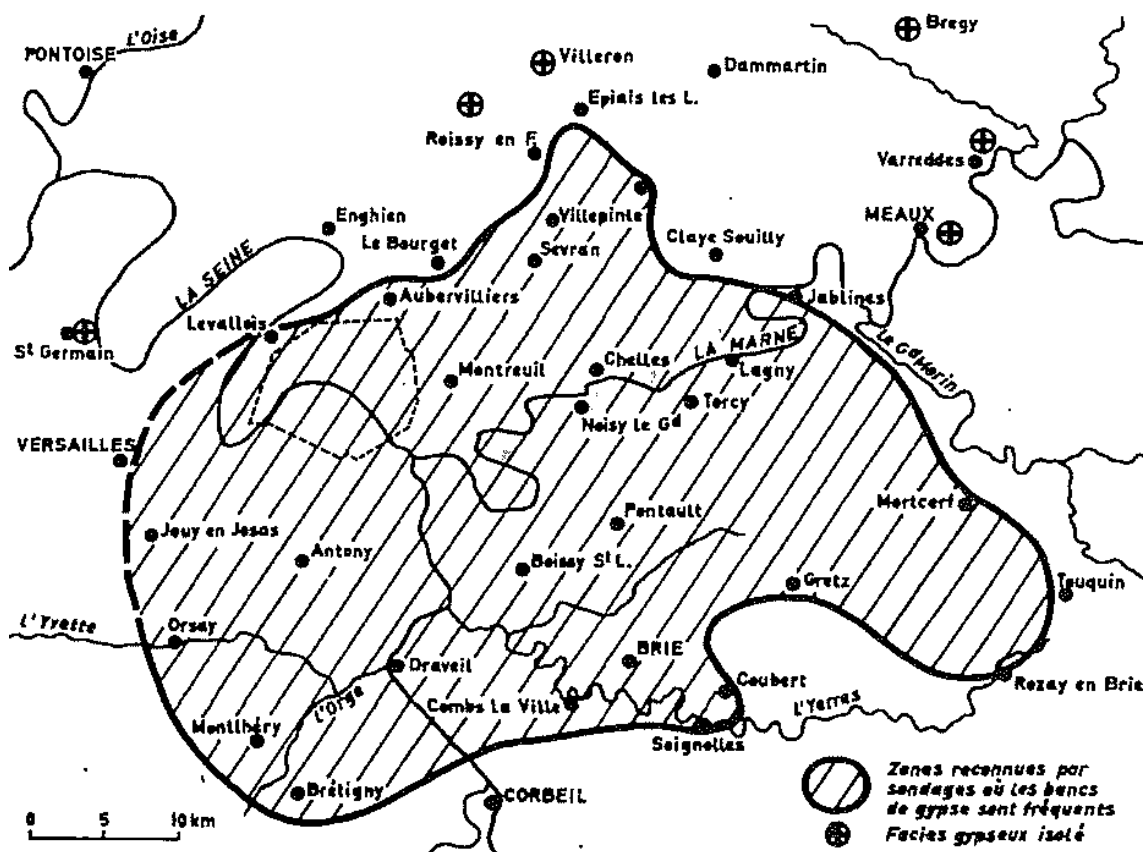 Bregy
L'Oise
PONTOISE
Villeron
Dammartin
Epiais les L.
Roissy en F.
Varreddes
Enghien
Villepinte
MEAUX
Le Bourget
Sevran
Claye Souilly
LA SEINE
Aubervilliers
Jablines
Levallois
St Germain
LA MARNE
Le Gd Morin
Chelles
Lagny
Montreuil
Torcy
Noisy le Gd
VERSAILLES
Mortcerf
Pontault
Jouy en Josas
Antony
Boissy St L.
Gretz
Touquin
L'Yvette
Orsay
BRIE
Draveil
Coubert
Rozay en Brie
L'Orge
Combs La Ville
L'Yerres
Montlhéry
Soignolles
Brétigny
CORBEIL
Zones reconnues par
sondages où les bancs
de gypse sont fréquents
Facies gypseux isolé
0 5 10 km